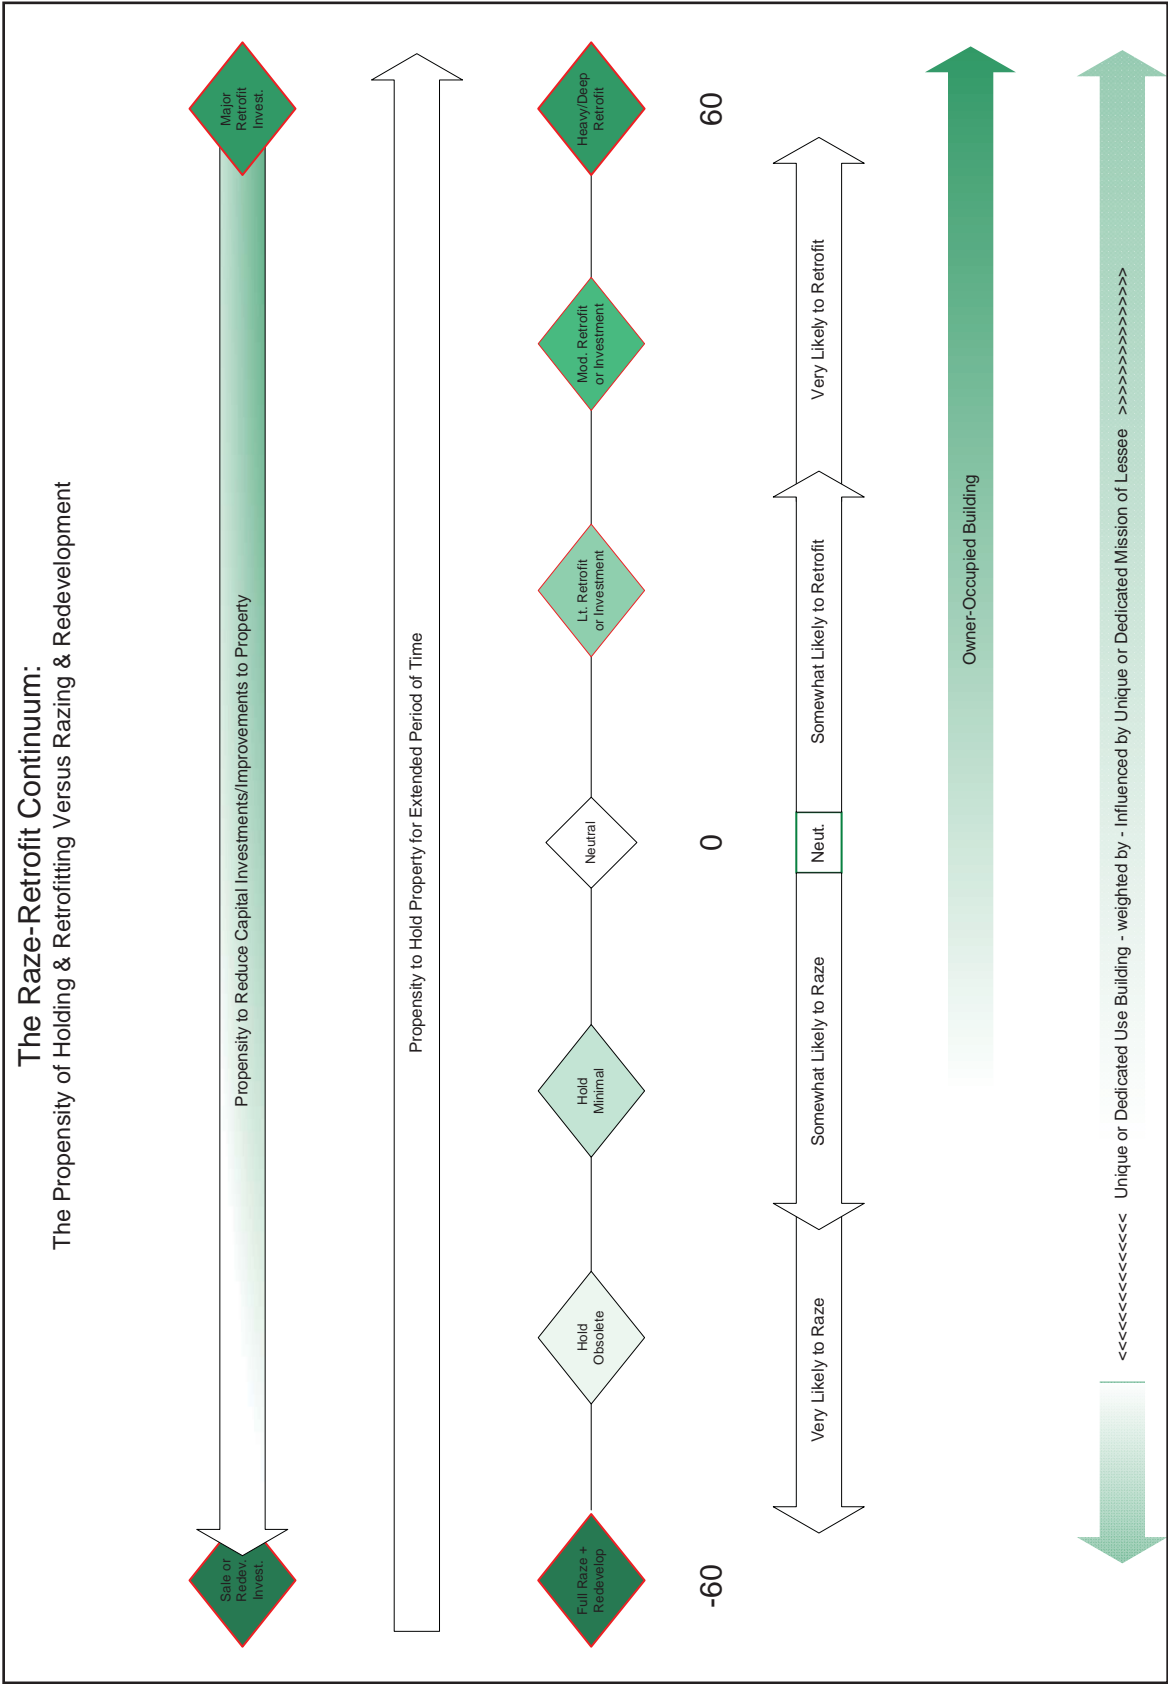 The Raze-Retrofit Continuum:
The Propensity of Holding & Retrofitting Versus Razing & Redevelopment
Sale or
Redev.
Invest.
Propensity to Reduce Capital Investments/Improvements to Property
Major
Retrofit
Invest.
Propensity to Hold Property for Extended Period of Time
Full Raze +
Redevelop
Hold
Obsolete
Hold
Minimal
Neutral
Lt. Retrofit
or Investment
Mod. Retrofit
or Investment
Heavy/Deep
Retrofit
-60
0
60
Very Likely to Raze
Somewhat Likely to Raze
Neut.
Somewhat Likely to Retrofit
Very Likely to Retrofit
Owner-Occupied Building
<<<<<<<<<<<<<<< Unique or Dedicated Use Building - weighted by - Influenced by Unique or Dedicated Mission of Lessee >>>>>>>>>>>>>>>